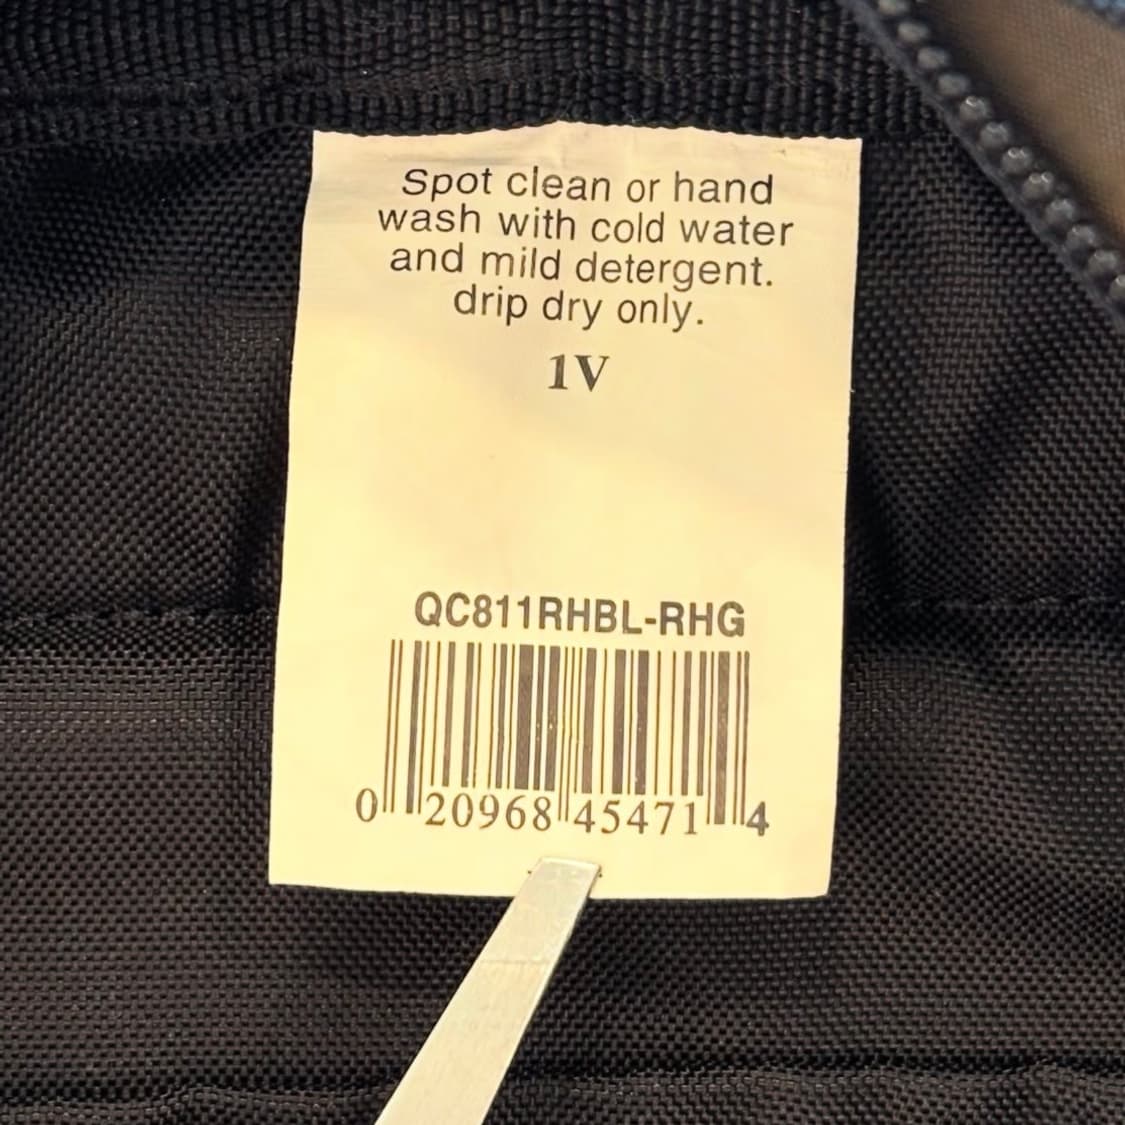 Spot clean or hand
wash with cold water
and mild detergent.
drip dry only.
1V
QC811RHBL-RHG
0 20968 45471 4